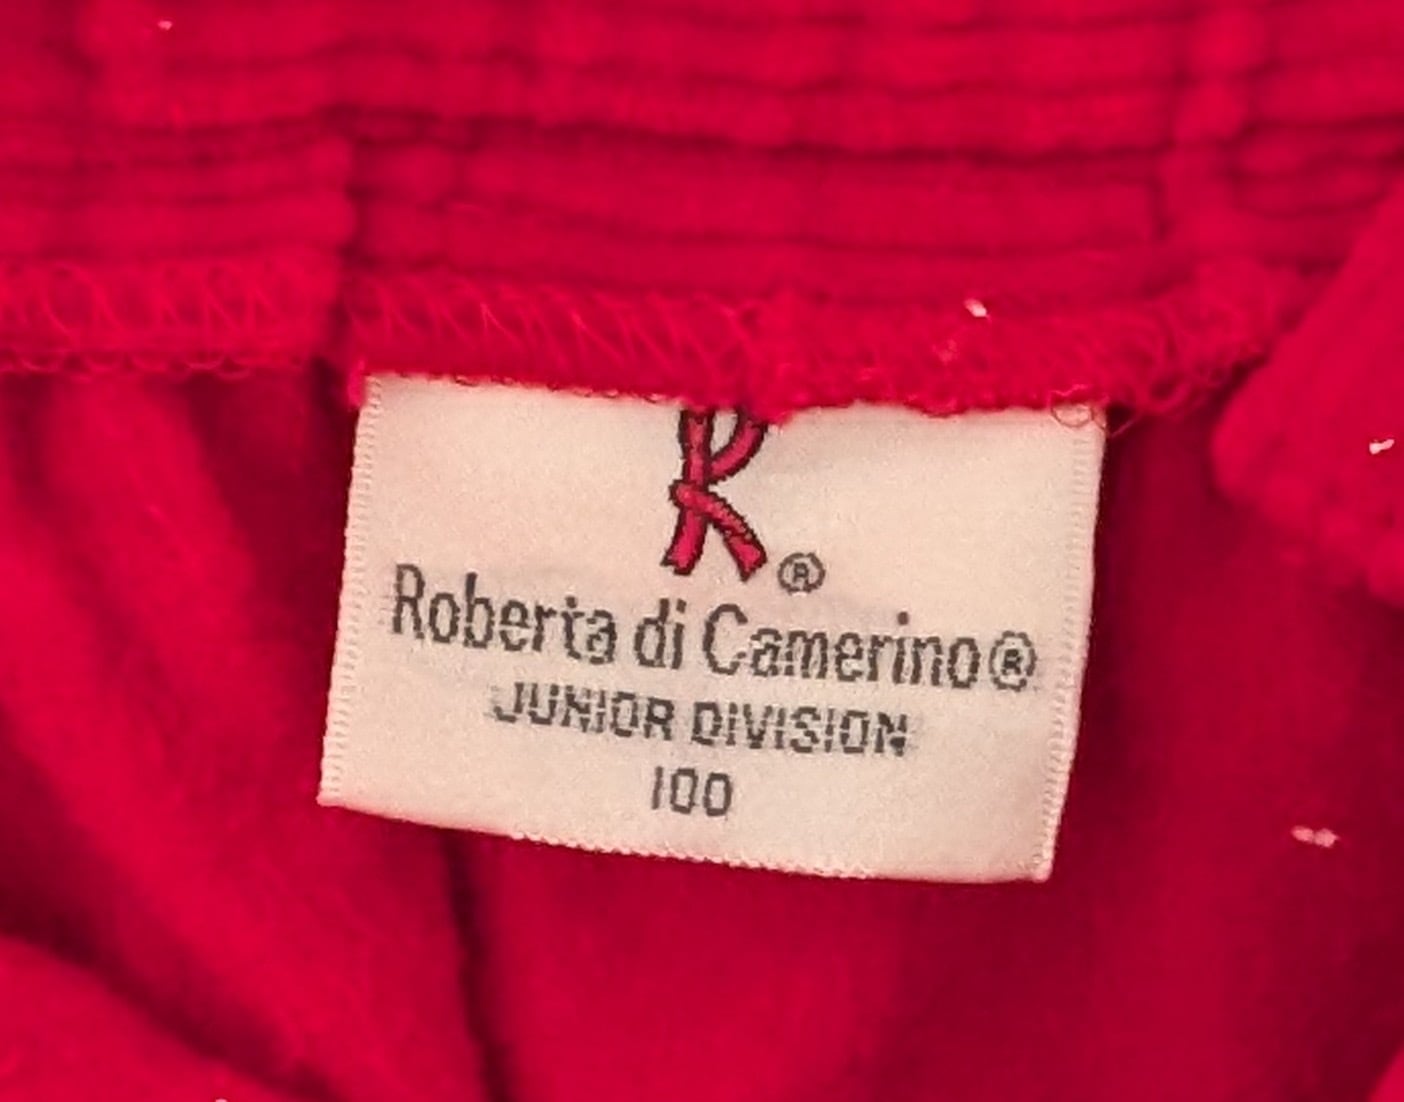 R®
Roberta di Camerino®
JUNIOR DIVISION
100